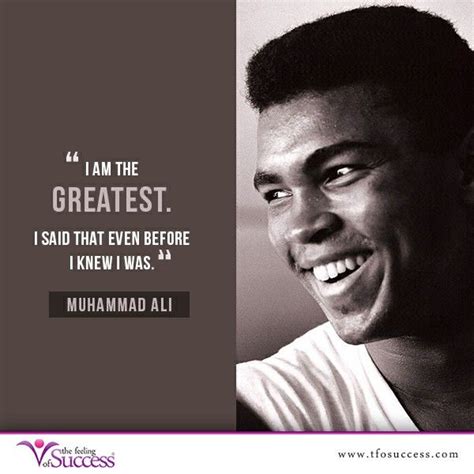 “ I AM THE
GREATEST.
I SAID THAT EVEN BEFORE
I KNEW I WAS. ”
MUHAMMAD ALI
the feeling
of Success®
www.tfosuccess.com